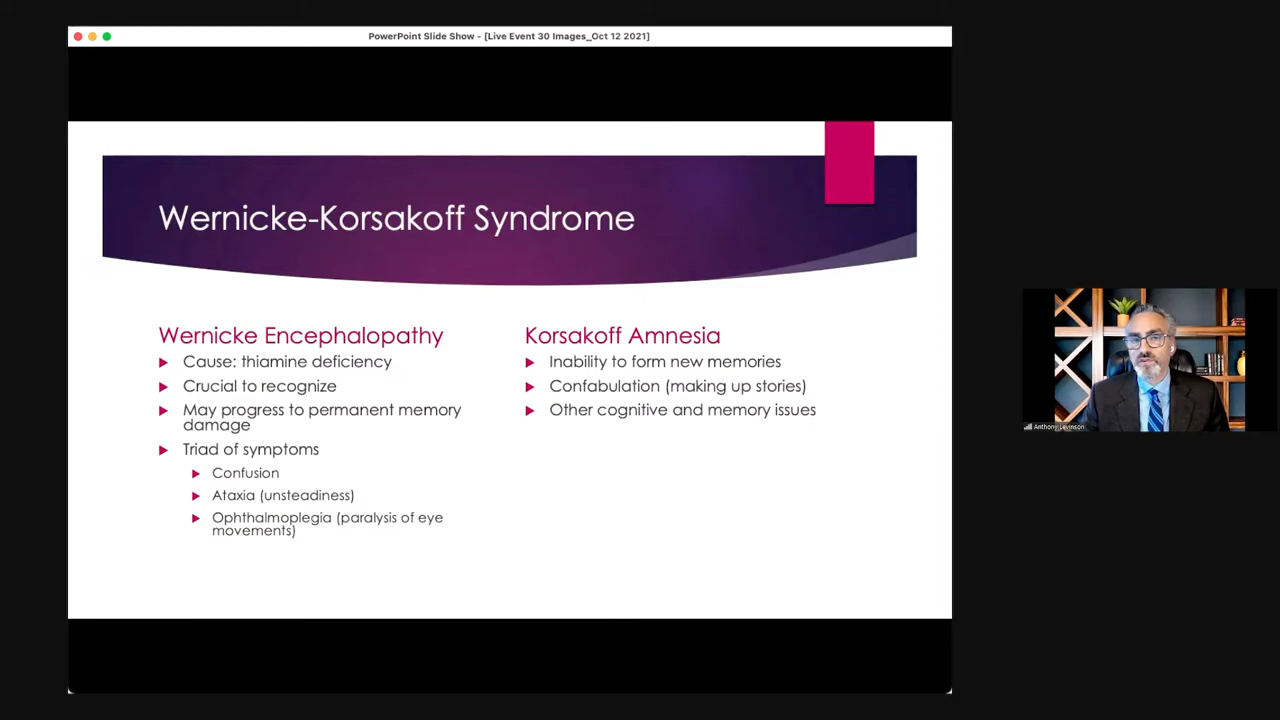 PowerPoint Slide Show - [Live Event 30 Images_Oct 12 2021]
Wernicke-Korsakoff Syndrome
Wernicke Encephalopathy
Cause: thiamine deficiency
Crucial to recognize
May progress to permanent memory
damage
Triad of symptoms
Confusion
Ataxia (unsteadiness)
Ophthalmoplegia (paralysis of eye
movements)
Korsakoff Amnesia
Inability to form new memories
Confabulation (making up stories)
Other cognitive and memory issues
Anthony Levinson